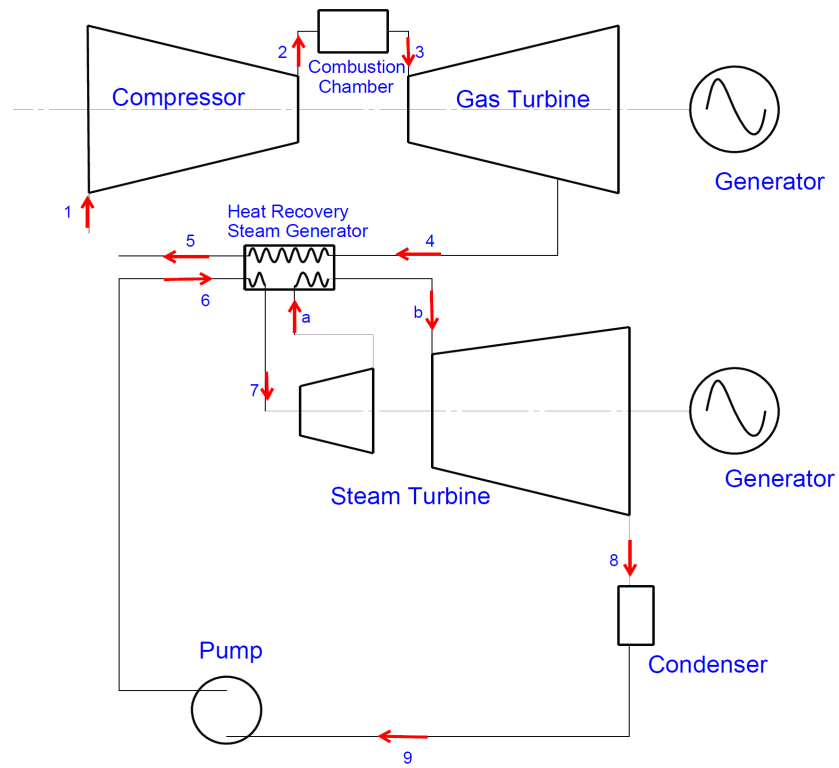 2
3
Combustion
Chamber
Compressor
Gas Turbine
Generator
1
Heat Recovery
Steam Generator
5
4
6
a
b
7
Steam Turbine
Generator
8
Pump
Condenser
9